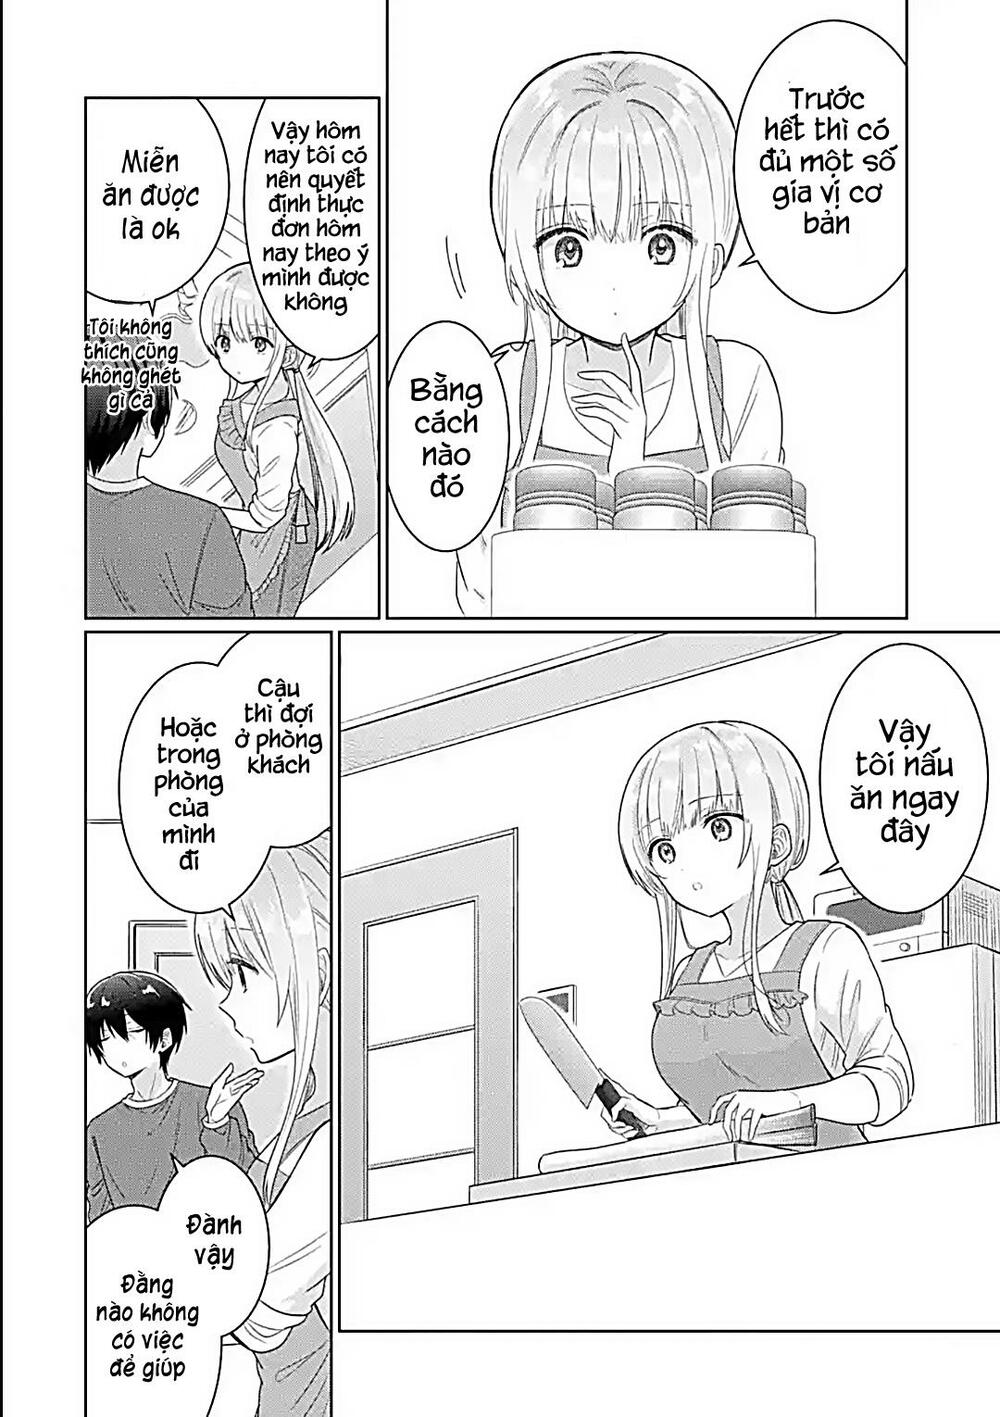 Trước
hết thì có
đủ một số
gia vị cơ
bản
Bằng
cách
nào
đó
Vậy hôm
nay tôi có
nên quyết
định thực
đơn hôm
nay theo ý
mình được
không
Miễn
ăn được
là ok
Tôi không
thích cũng
không ghét
gì cả
Vậy
tôi nấu
ăn ngay
đây
Cậu
thì đợi
ở phòng
khách
Hoặc
trong
phòng
của
mình
đi
Đành
vậy
Đằng
nào không
có việc
để giúp